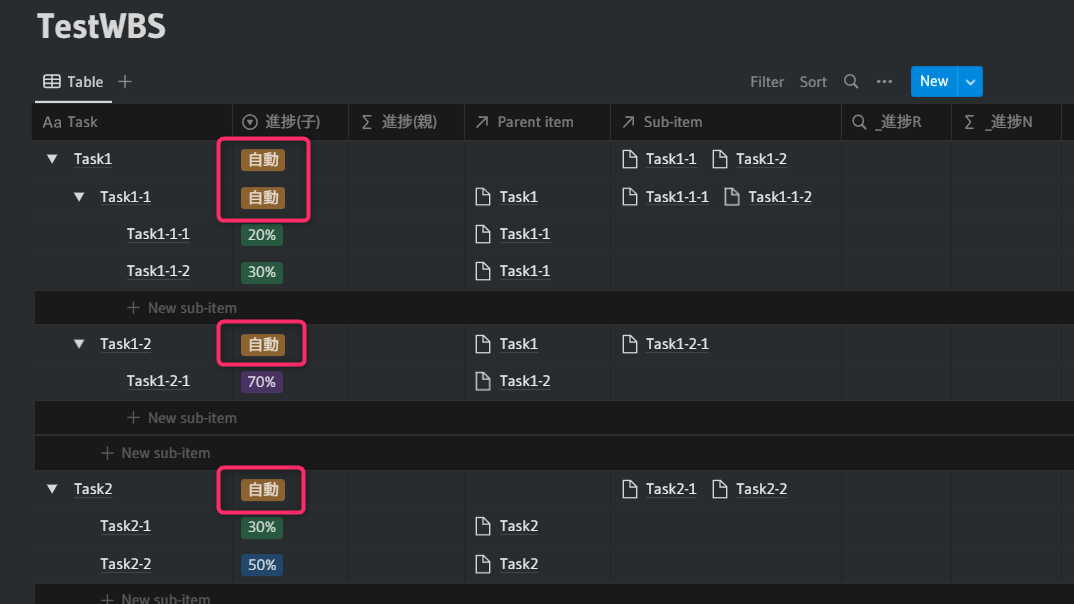 TestWBS
Table
Filter Sort New
Aa Task 進捗(子) Σ 進捗(親) Parent item Sub-item _進捗R Σ _進捗N
Task1 自動 Task1-1 Task1-2
Task1-1 自動 Task1 Task1-1-1 Task1-1-2
Task1-1-1 20% Task1-1
Task1-1-2 30% Task1-1
New sub-item
Task1-2 自動 Task1 Task1-2-1
Task1-2-1 70% Task1-2
New sub-item
New sub-item
Task2 自動 Task2-1 Task2-2
Task2-1 30% Task2
Task2-2 50% Task2
New sub-item